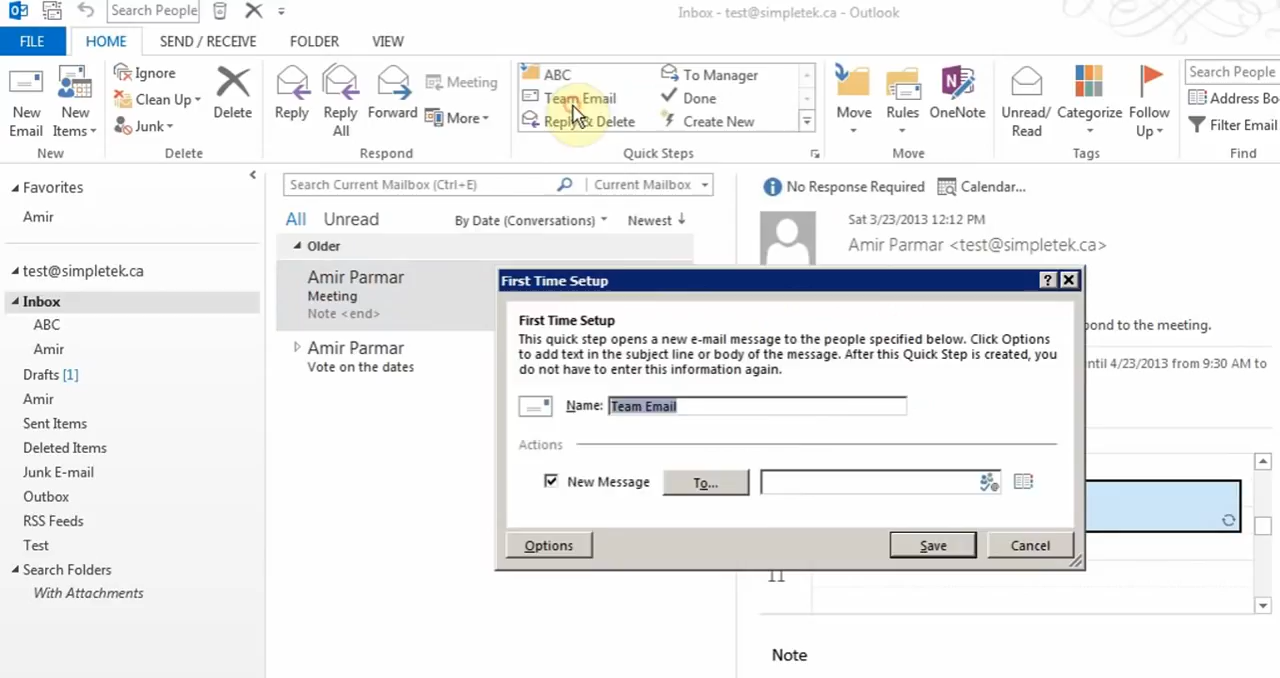 Search People
Inbox - test@simpletek.ca - Outlook
FILE
HOME
SEND / RECEIVE
FOLDER
VIEW
New Email
New Items
New
Ignore
Clean Up
Junk
Delete
Delete
Reply
Reply All
Forward
Meeting
More
Respond
ABC
Team Email
Reply & Delete
To Manager
Done
Create New
Quick Steps
Move
Rules
OneNote
Move
Unread/ Read
Categorize
Follow Up
Tags
Search People
Address Bo
Filter Email
Find
Favorites
Amir
test@simpletek.ca
Inbox
ABC
Amir
Drafts [1]
Amir
Sent Items
Deleted Items
Junk E-mail
Outbox
RSS Feeds
Test
Search Folders
With Attachments
Search Current Mailbox (Ctrl+E)
Current Mailbox
All Unread
By Date (Conversations)
Newest
Older
Amir Parmar
Meeting
Note <end>
Amir Parmar
Vote on the dates
No Response Required
Calendar...
Sat 3/23/2013 12:12 PM
Amir Parmar <test@simpletek.ca>
pond to the meeting.
ntil 4/23/2013 from 9:30 AM to
11
Note
First Time Setup
?
First Time Setup
This quick step opens a new e-mail message to the people specified below. Click Options
to add text in the subject line or body of the message. After this Quick Step is created, you
do not have to enter this information again.
Name: Team Email
Actions
New Message
To...
Options
Save
Cancel